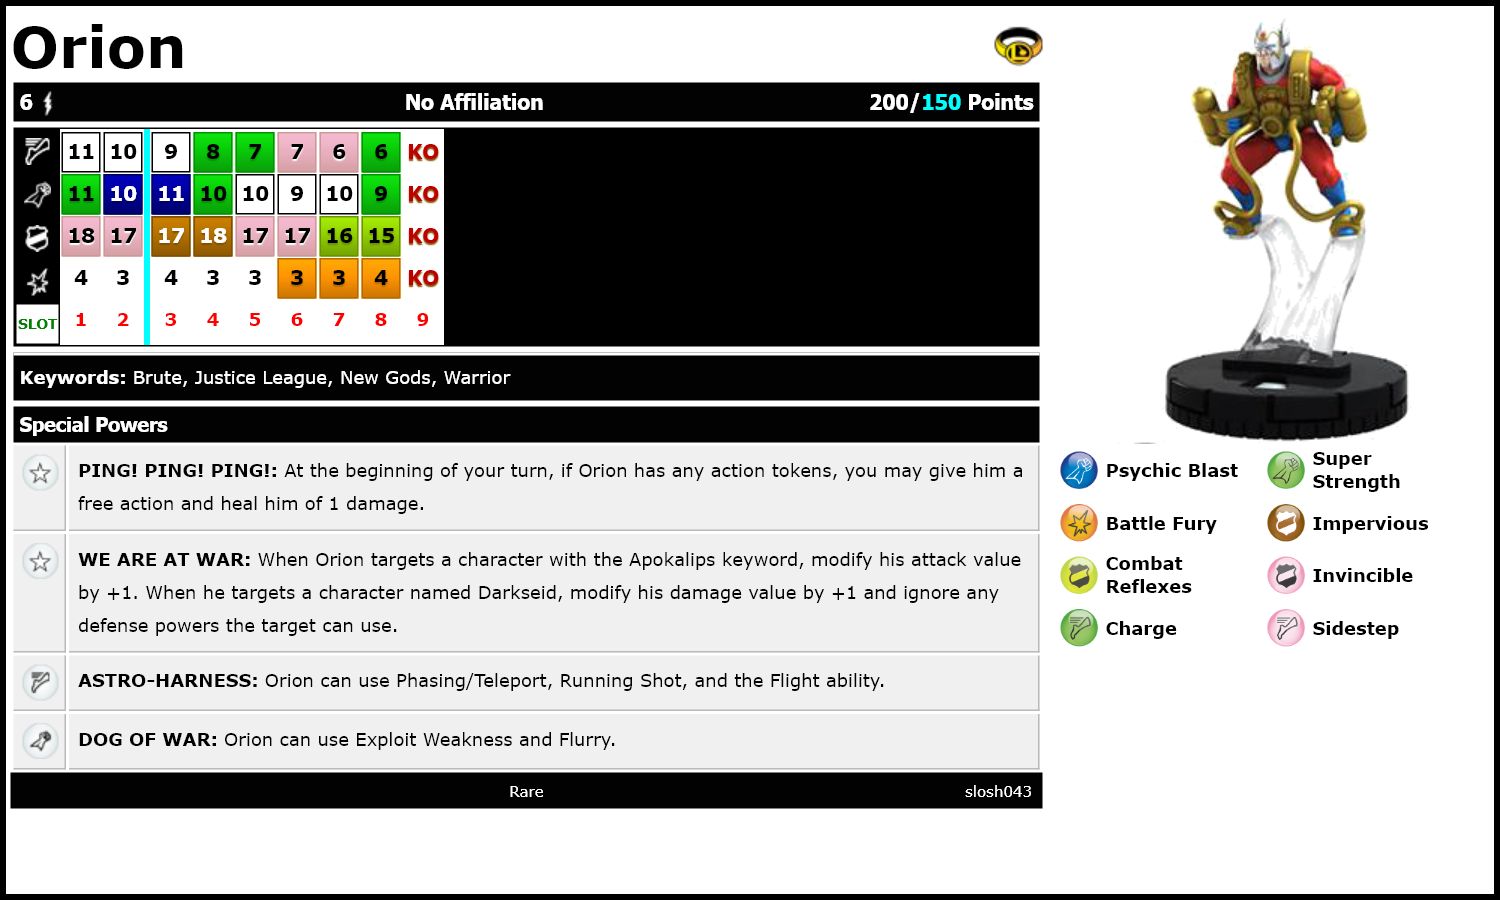 Orion
6 No Affiliation 200/150 Points
11 10 9 8 7 7 6 6 KO
11 10 11 10 10 9 10 9 KO
18 17 17 18 17 17 16 15 KO
4 3 4 3 3 3 3 4 KO
SLOT 1 2 3 4 5 6 7 8 9
Keywords: Brute, Justice League, New Gods, Warrior
Special Powers
PING! PING! PING!: At the beginning of your turn, if Orion has any action tokens, you may give him a
free action and heal him of 1 damage.
WE ARE AT WAR: When Orion targets a character with the Apokalips keyword, modify his attack value
by +1. When he targets a character named Darkseid, modify his damage value by +1 and ignore any
defense powers the target can use.
ASTRO-HARNESS: Orion can use Phasing/Teleport, Running Shot, and the Flight ability.
DOG OF WAR: Orion can use Exploit Weakness and Flurry.
Rare slosh043
Psychic Blast
Super
Strength
Battle Fury
Impervious
Combat
Reflexes
Invincible
Charge
Sidestep